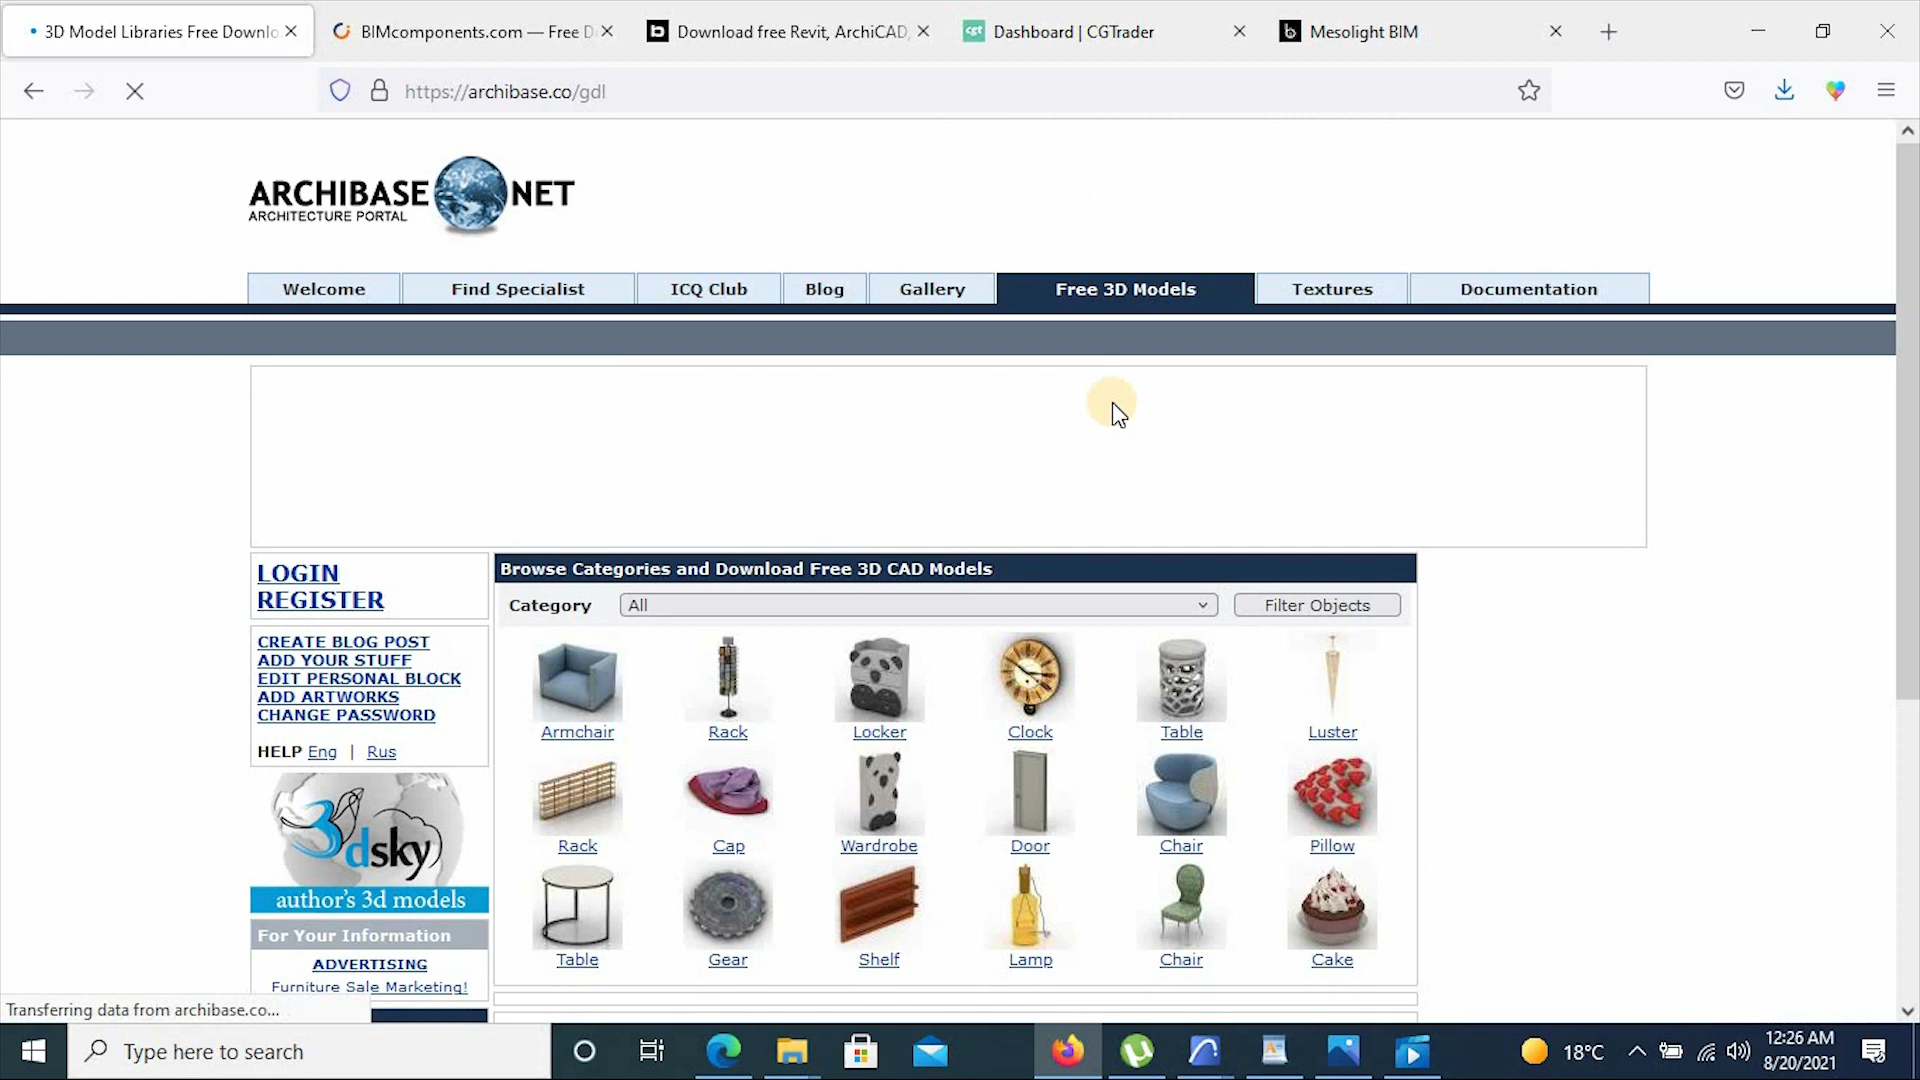 3D Model Libraries Free Downlo
BIMcomponents.com — Free D
Download free Revit, ArchiCAD,
cgt
Dashboard | CGTrader
Mesolight BIM
https://archibase.co/gdl
ARCHIBASE NET
ARCHITECTURE PORTAL
Welcome
Find Specialist
ICQ Club
Blog
Gallery
Free 3D Models
Textures
Documentation
LOGIN
REGISTER
CREATE BLOG POST
ADD YOUR STUFF
EDIT PERSONAL BLOCK
ADD ARTWORKS
CHANGE PASSWORD
HELP Eng | Rus
3dsky
author's 3d models
For Your Information
ADVERTISING
Furniture Sale Marketing!
Browse Categories and Download Free 3D CAD Models
Category All Filter Objects
Armchair Rack Locker Clock Table Luster
Rack Cap Wardrobe Door Chair Pillow
Table Gear Shelf Lamp Chair Cake
Transferring data from archibase.co...
Type here to search
18°C
12:26 AM
8/20/2021